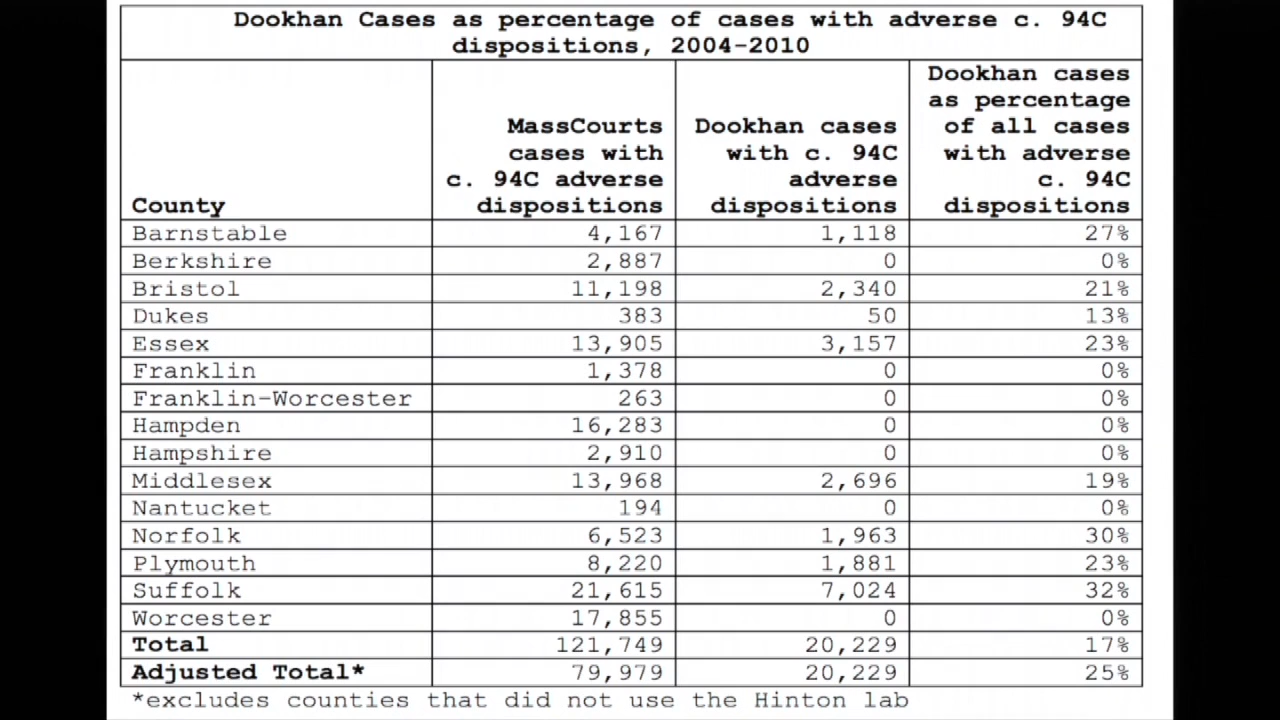 Dookhan Cases as percentage of cases with adverse c. 94C
dispositions, 2004-2010
County
MassCourts
cases with
c. 94C adverse
dispositions
Dookhan cases
with c. 94C
adverse
dispositions
Dookhan cases
as percentage
of all cases
with adverse
c. 94C
dispositions
Barnstable 4,167 1,118 27%
Berkshire 2,887 0 0%
Bristol 11,198 2,340 21%
Dukes 383 50 13%
Essex 13,905 3,157 23%
Franklin 1,378 0 0%
Franklin-Worcester 263 0 0%
Hampden 16,283 0 0%
Hampshire 2,910 0 0%
Middlesex 13,968 2,696 19%
Nantucket 194 0 0%
Norfolk 6,523 1,963 30%
Plymouth 8,220 1,881 23%
Suffolk 21,615 7,024 32%
Worcester 17,855 0 0%
Total 121,749 20,229 17%
Adjusted Total* 79,979 20,229 25%
*excludes counties that did not use the Hinton lab